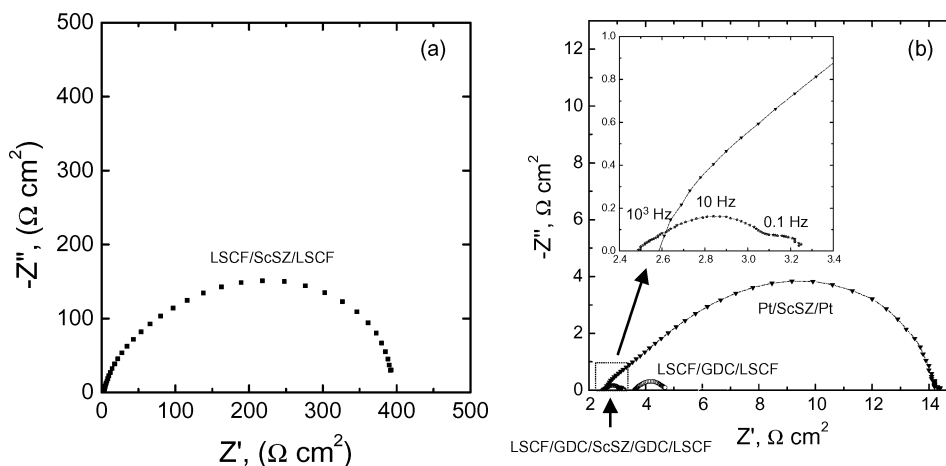 (a)
500
400
300
200
100
0
-Z", (Ω cm²)
LSCF/ScSZ/LSCF
0 100 200 300 400 500
Z', (Ω cm²)
(b)
12
10
8
6
4
2
0
-Z", Ω cm²
1.0
0.8
0.6
0.4
0.2
0.0
10³ Hz
10 Hz
0.1 Hz
2.4 2.6 2.8 3.0 3.2 3.4
Pt/ScSZ/Pt
LSCF/GDC/LSCF
2 4 6 8 10 12 14
LSCF/GDC/ScSZ/GDC/LSCF
Z', Ω cm²